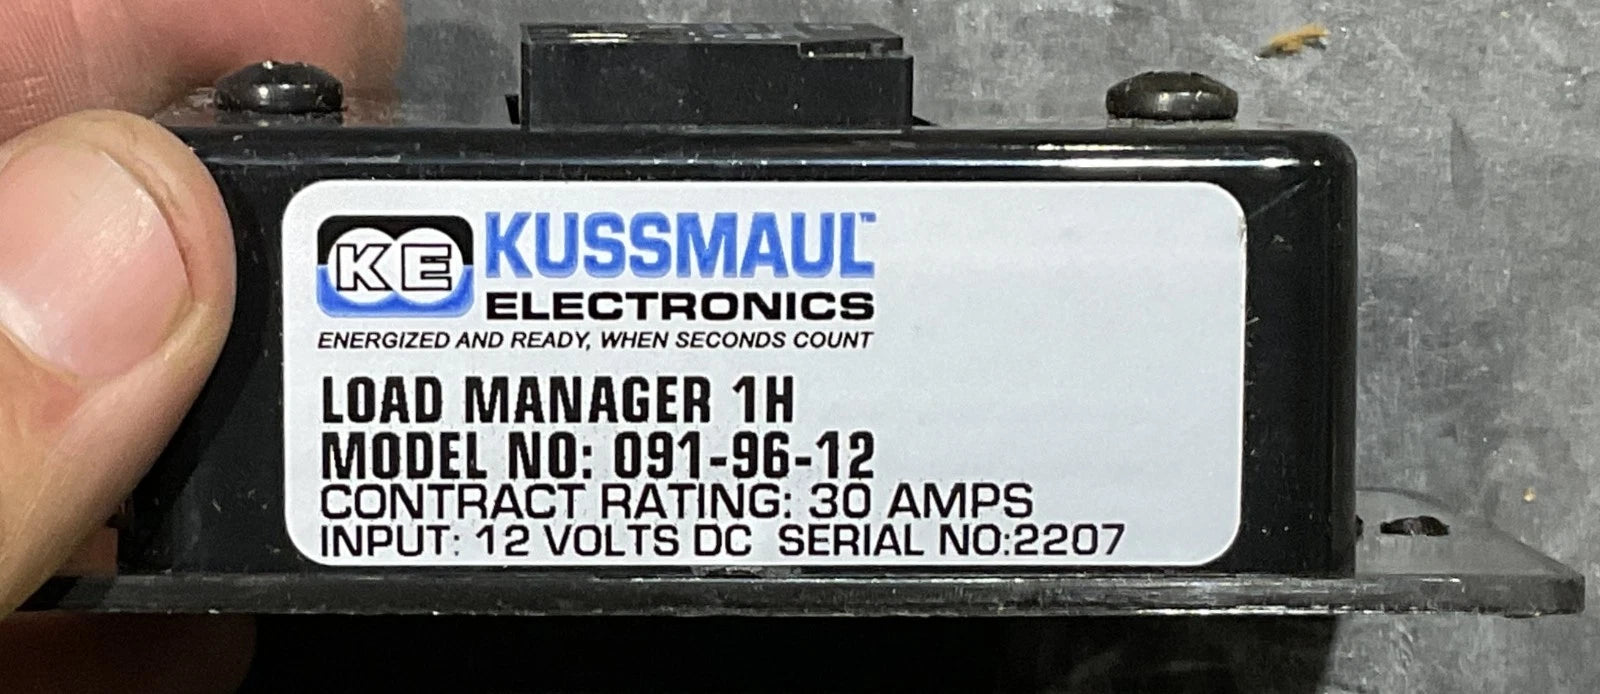 KE KUSSMAUL™
ELECTRONICS
ENERGIZED AND READY, WHEN SECONDS COUNT
LOAD MANAGER 1H
MODEL NO: 091-96-12
CONTRACT RATING: 30 AMPS
INPUT: 12 VOLTS DC SERIAL NO:2207